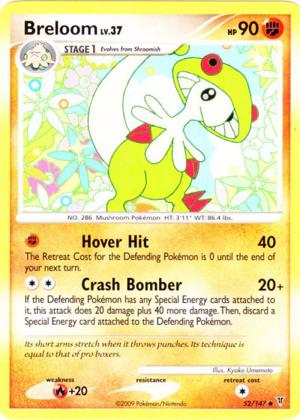 Breloom LV.37
HP 90
STAGE 1 Evolves from Shroomish
NO. 286 Mushroom Pokémon HT: 3'11" WT: 86.4 lbs.
Hover Hit 40
The Retreat Cost for the Defending Pokémon is 0 until the end of
your next turn.
Crash Bomber 20+
If the Defending Pokémon has any Special Energy cards attached to
it, this attack does 20 damage plus 40 more damage. Then, discard a
Special Energy card attached to the Defending Pokémon.
Its short arms stretch when it throws punches. Its technique is
equal to that of pro boxers.
Illus. Kyoko Umemoto
weakness resistance retreat cost
+20
©2009 Pokémon/Nintendo
52/147